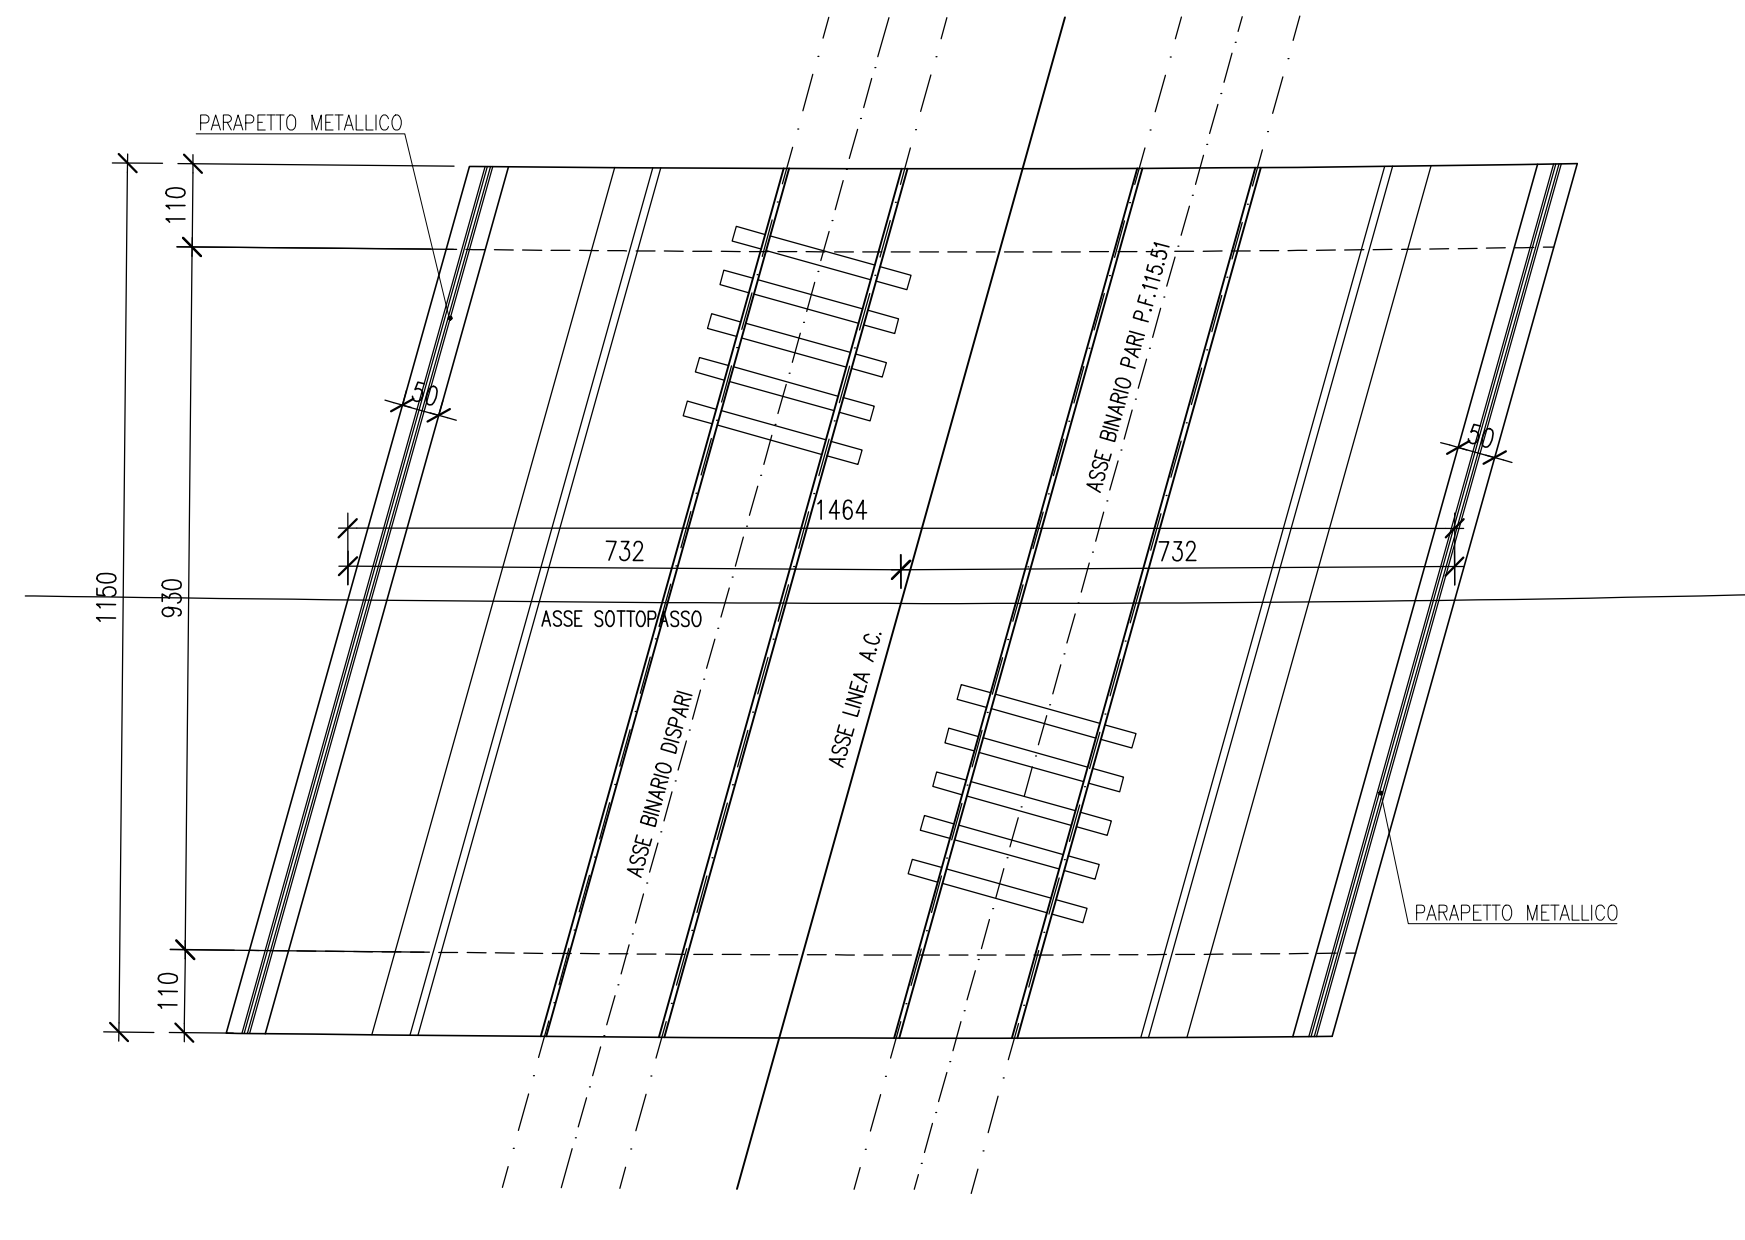 PARAPETTO METALLICO
110
50
ASSE BINARIO PARI P.F.115.51
50
1464
732
732
1150
930
ASSE SOTTOPASSO
ASSE LINEA A.C.
ASSE BINARIO DISPARI
PARAPETTO METALLICO
110